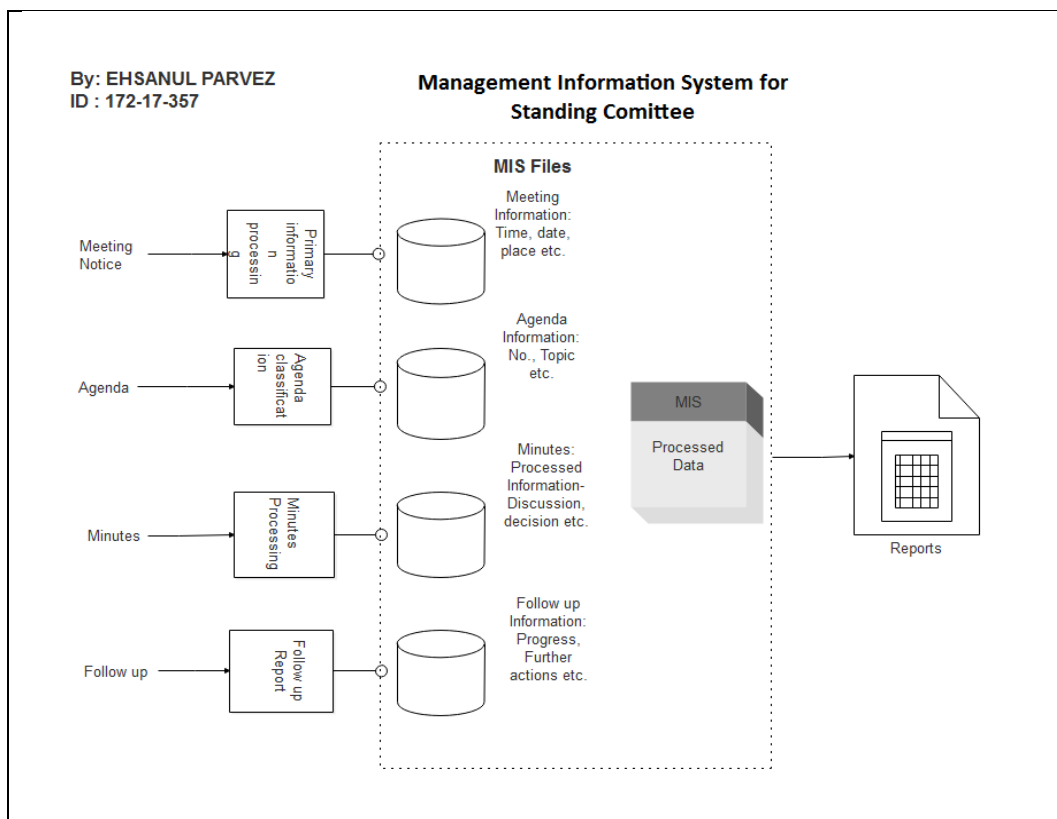 By: EHSANUL PARVEZ
ID : 172-17-357
Management Information System for
Standing Comittee
MIS Files
Meeting
Notice
Primary
informatio
n
processin
g
Meeting
Information:
Time, date,
place etc.
Agenda
Agenda
classificat
ion
Agenda
Information:
No., Topic
etc.
Minutes
Minutes
Processing
Minutes:
Processed
Information-
Discussion,
decision etc.
Follow up
Follow up
Report
Follow up
Information:
Progress,
Further
actions etc.
MIS
Processed
Data
Reports